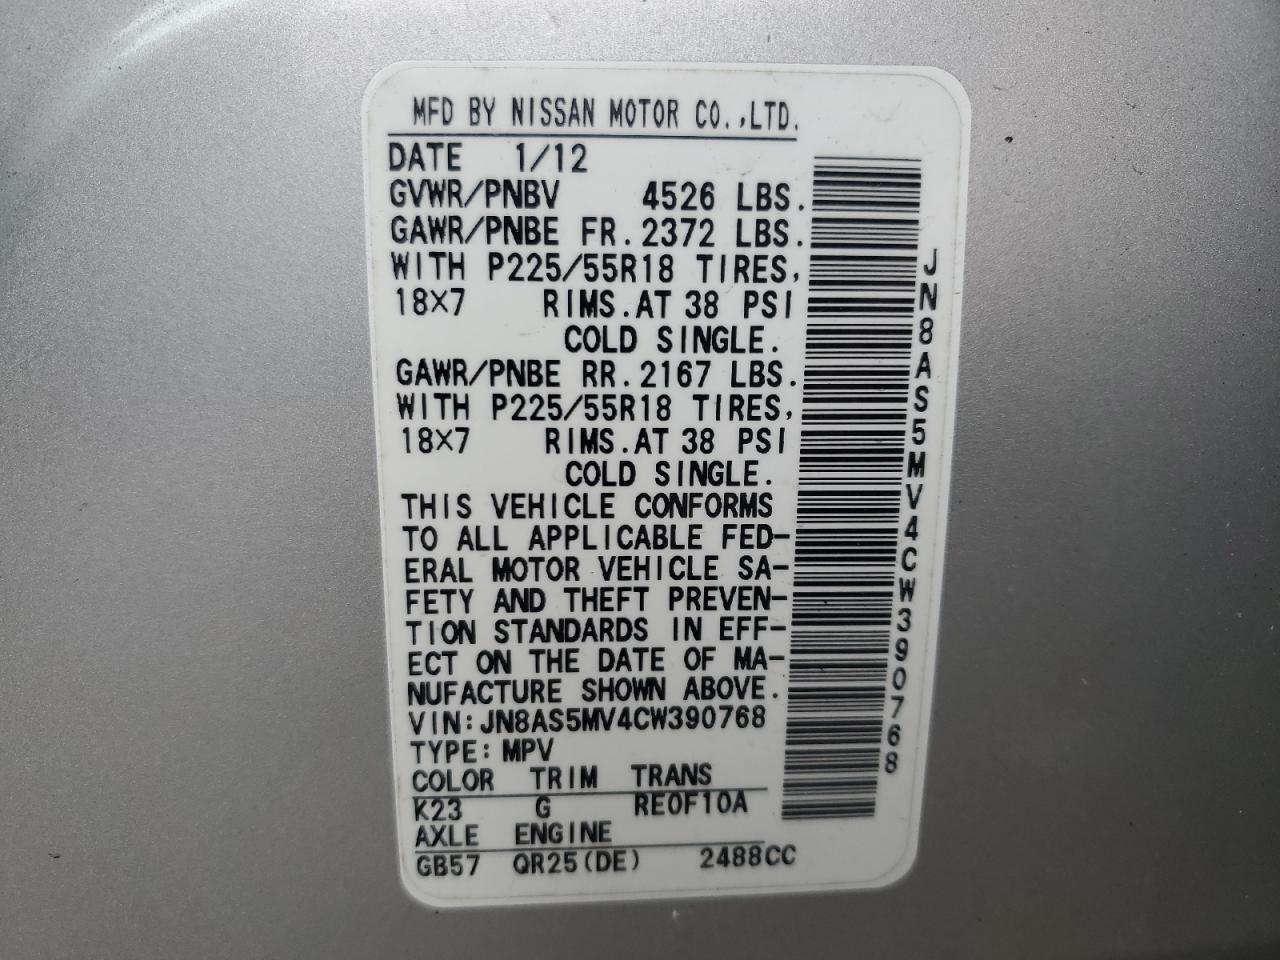 MFD BY NISSAN MOTOR CO.,LTD.
DATE 1/12
GVWR/PNBV 4526 LBS.
GAWR/PNBE FR.2372 LBS.
WITH P225/55R18 TIRES,
18×7 RIMS.AT 38 PSI
COLD SINGLE.
GAWR/PNBE RR.2167 LBS.
WITH P225/55R18 TIRES,
18×7 RIMS.AT 38 PSI
COLD SINGLE.
THIS VEHICLE CONFORMS
TO ALL APPLICABLE FED-
ERAL MOTOR VEHICLE SA-
FETY AND THEFT PREVEN-
TION STANDARDS IN EFF-
ECT ON THE DATE OF MA-
NUFACTURE SHOWN ABOVE.
VIN:JN8AS5MV4CW390768
TYPE:MPV
COLOR TRIM TRANS
K23 G RE0F10A
AXLE ENGINE
GB57 QR25(DE) 2488CC
JN8AS5MV4CW390768